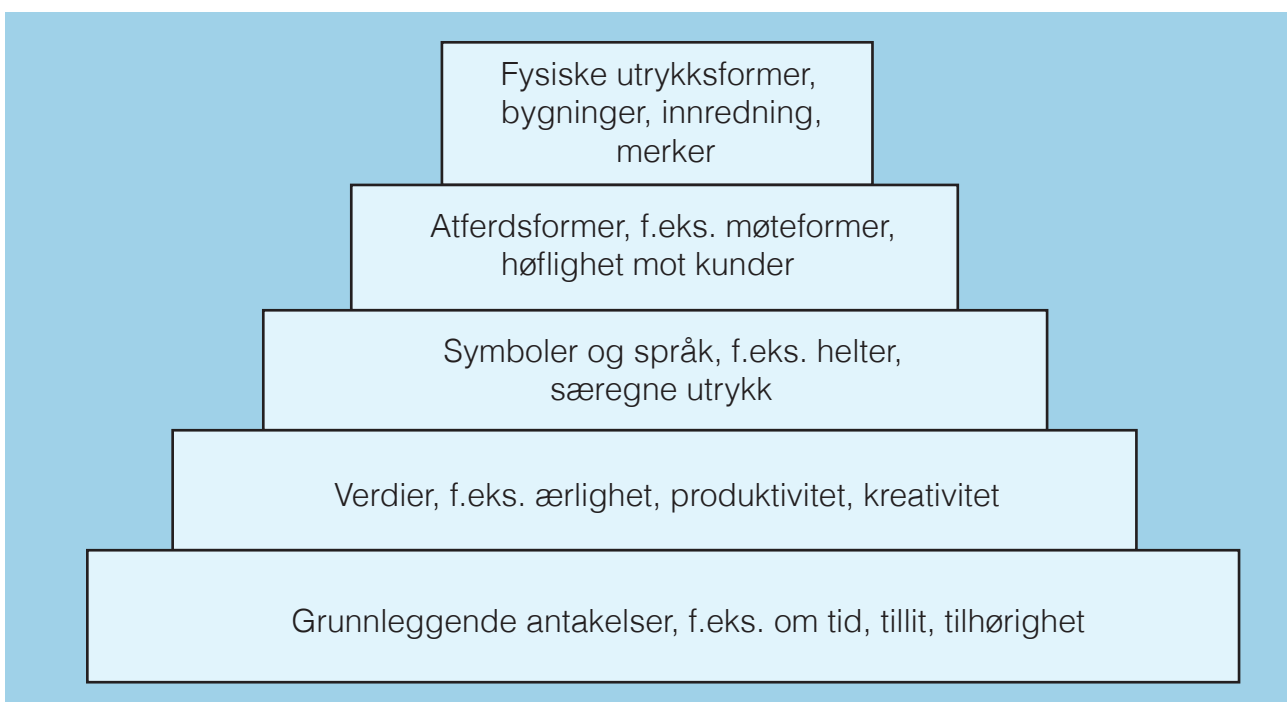 Fysiske utrykksformer,
bygninger, innredning,
merker
Atferdsformer, f.eks. møteformer,
høflighet mot kunder
Symboler og språk, f.eks. helter,
særegne utrykk
Verdier, f.eks. ærlighet, produktivitet, kreativitet
Grunnleggende antakelser, f.eks. om tid, tillit, tilhørighet